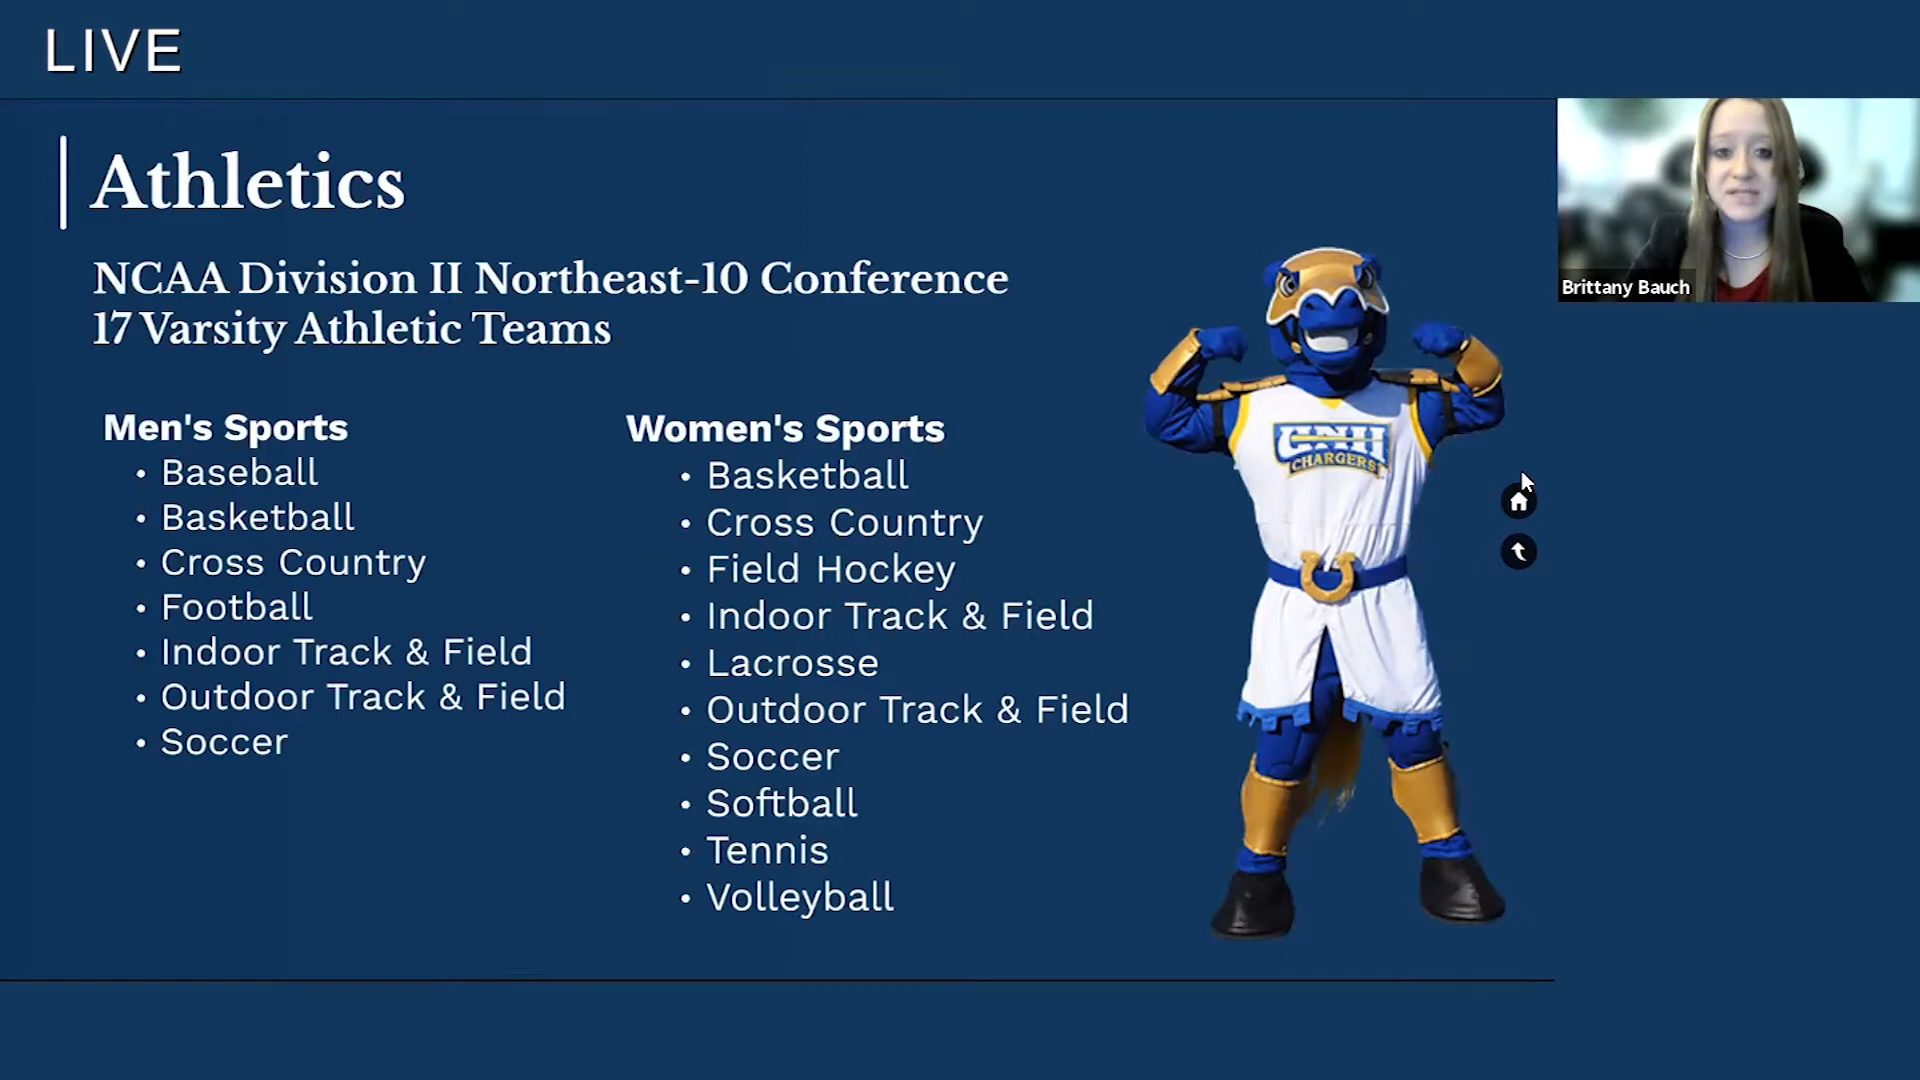 LIVE
Athletics
NCAA Division II Northeast-10 Conference
17 Varsity Athletic Teams
Men's Sports
• Baseball
• Basketball
• Cross Country
• Football
• Indoor Track & Field
• Outdoor Track & Field
• Soccer
Women's Sports
• Basketball
• Cross Country
• Field Hockey
• Indoor Track & Field
• Lacrosse
• Outdoor Track & Field
• Soccer
• Softball
• Tennis
• Volleyball
UNH
CHARGERS
Brittany Bauch